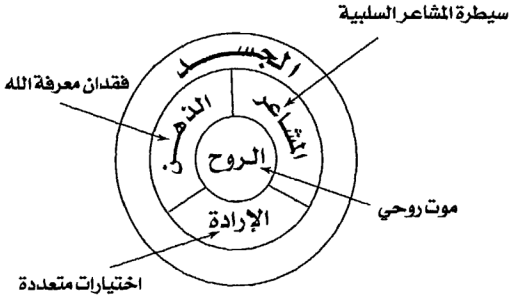 سيطرة المشاعر السلبية
الجسد
فقدان معرفة الله
الذهن
المشاعر
الروح
موت روحي
الإرادة
اختيارات متعددة